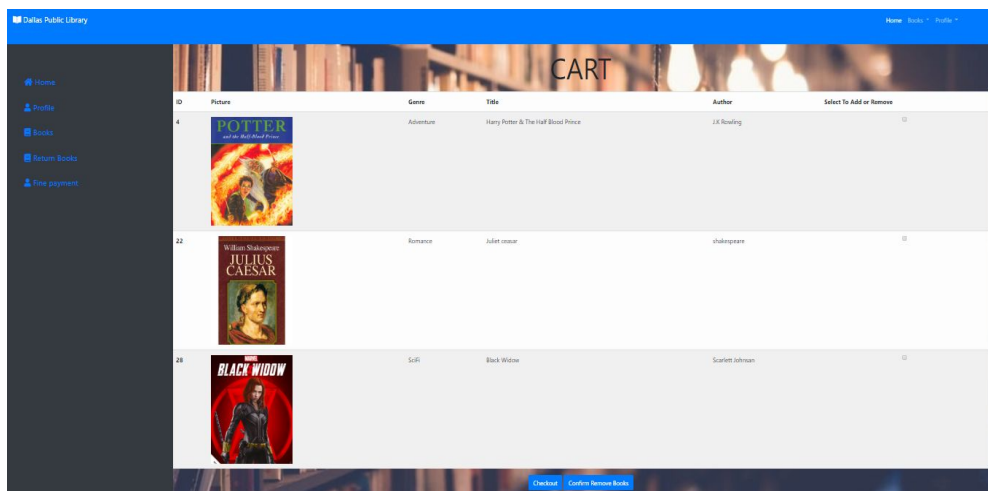 Dallas Public Library
Home Books Profile
Home
Profile
Books
Return Books
Fine payment
CART
ID Picture Genre Title Author Select To Add or Remove
4 Adventure Harry Potter & The Half Blood Prince J.K Rowling
POTTER
and the Half-Blood Prince
22 Romance Juliet ceasar shakespeare
William Shakespeare
JULIUS
CAESAR
28 SciFi Black Widow Scarlett Johnsan
MARVEL
BLACK WIDOW
Checkout Confirm Remove Books